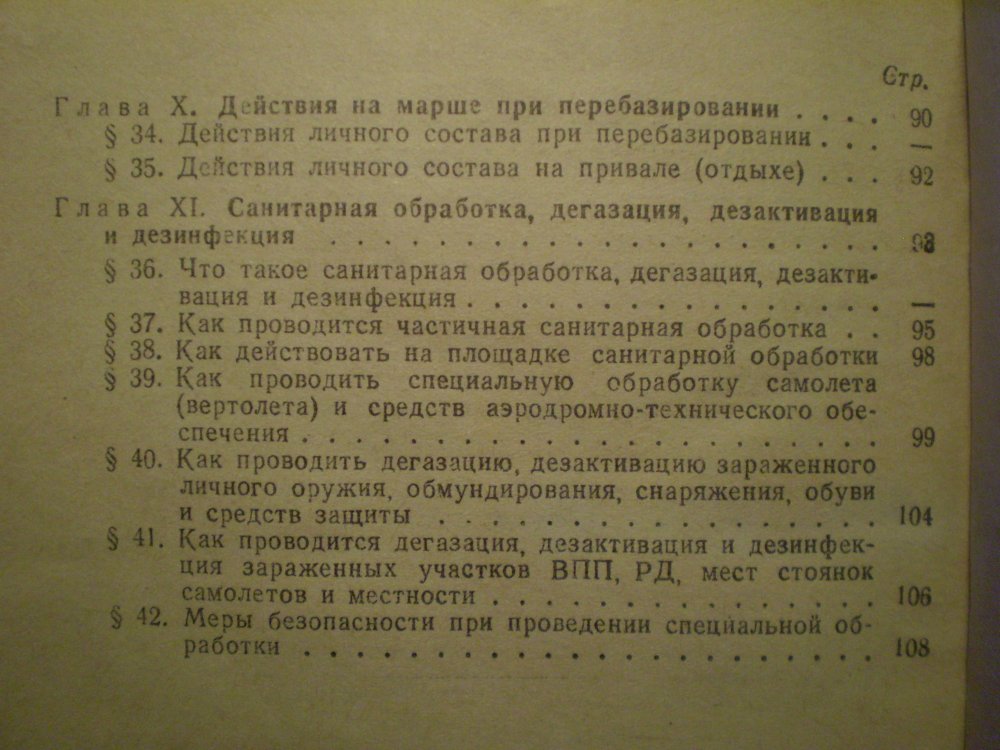 Стр.
Глава X. Действия на марше при перебазировании . . . . 90
§ 34. Действия личного состава при перебазировании . . . —
§ 35. Действия личного состава на привале (отдыхе) . . . 92
Глава XI. Санитарная обработка, дегазация, дезактивация
и дезинфекция . . . . . . . . . . . . . . . . . . . . . 93
§ 36. Что такое санитарная обработка, дегазация, дезакти-
вация и дезинфекция . . . . . . . . . . . . . . . . —
§ 37. Как проводится частичная санитарная обработка . . 95
§ 38. Как действовать на площадке санитарной обработки 98
§ 39. Как проводить специальную обработку самолета
(вертолета) и средств аэродромно-технического обе-
спечения . . . . . . . . . . . . . . . . . . . . . . 99
§ 40. Как проводить дегазацию, дезактивацию зараженного
личного оружия, обмундирования, снаряжения, обуви
и средств защиты . . . . . . . . . . . . . . . . . 104
§ 41. Как проводится дегазация, дезактивация и дезинфек-
ция зараженных участков ВПП, РД, мест стоянок
самолетов и местности . . . . . . . . . . . . . . . 106
§ 42. Меры безопасности при проведении специальной об-
работки . . . . . . . . . . . . . . . . . . . . . . 108